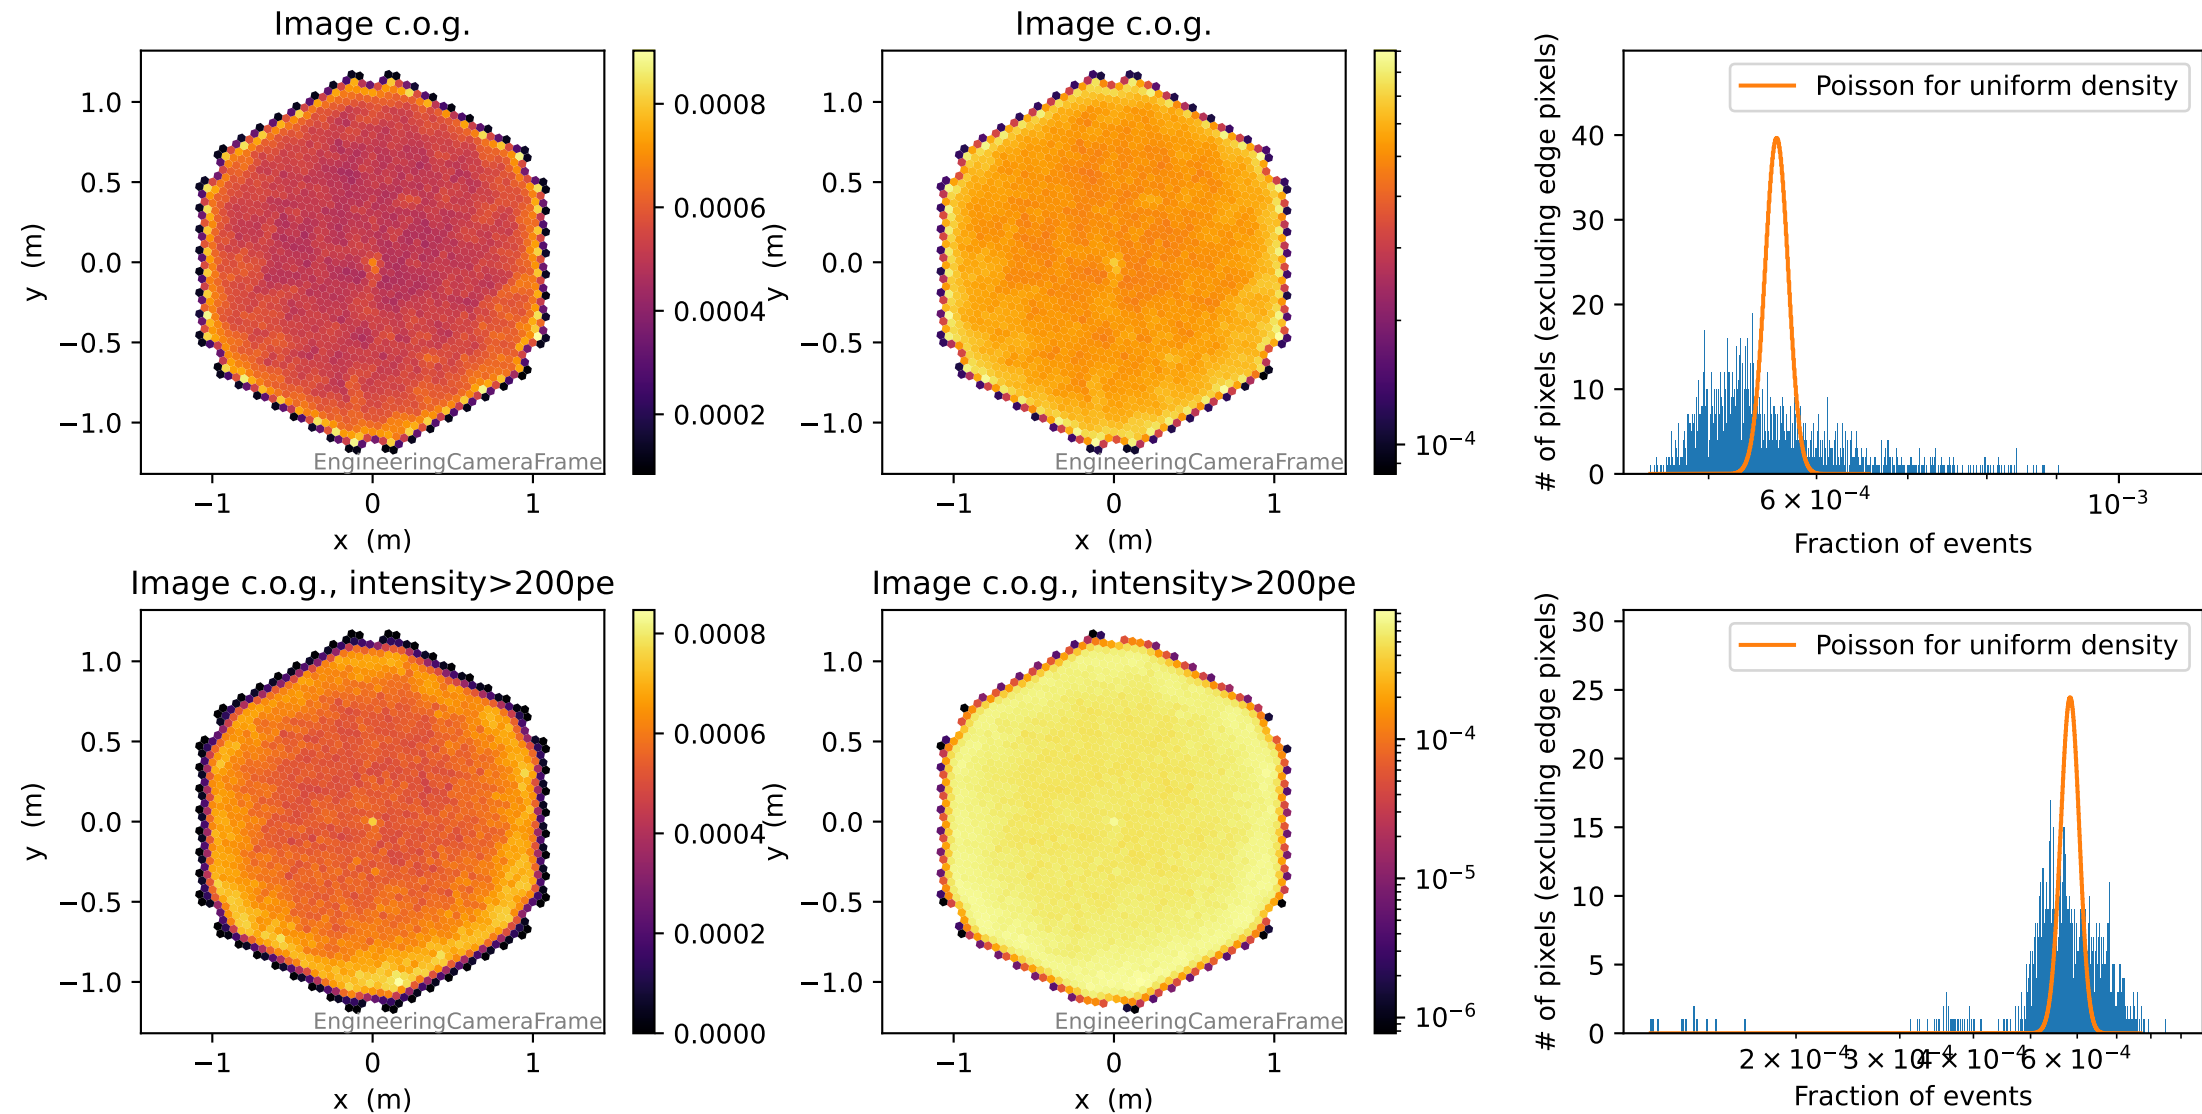 Image c.o.g.
1.0
0.5
0.0
−0.5
−1.0
y (m)
−1
0
1
x (m)
EngineeringCameraFrame
0.0008
0.0006
0.0004
0.0002
Image c.o.g.
1.0
0.5
0.0
−0.5
−1.0
y (m)
−1
0
1
x (m)
EngineeringCameraFrame
10⁻⁴
# of pixels (excluding edge pixels)
40
30
20
10
0
Poisson for uniform density
6 × 10⁻⁴
10⁻³
Fraction of events
Image c.o.g., intensity>200pe
1.0
0.5
0.0
−0.5
−1.0
y (m)
−1
0
1
x (m)
EngineeringCameraFrame
0.0008
0.0006
0.0004
0.0002
0.0000
Image c.o.g., intensity>200pe
1.0
0.5
0.0
−0.5
−1.0
y (m)
−1
0
1
x (m)
EngineeringCameraFrame
10⁻⁴
10⁻⁵
10⁻⁶
# of pixels (excluding edge pixels)
30
25
20
15
10
5
0
Poisson for uniform density
2 × 10⁻⁴
3 × 10⁻⁴
4 × 10⁻⁴
6 × 10⁻⁴
Fraction of events